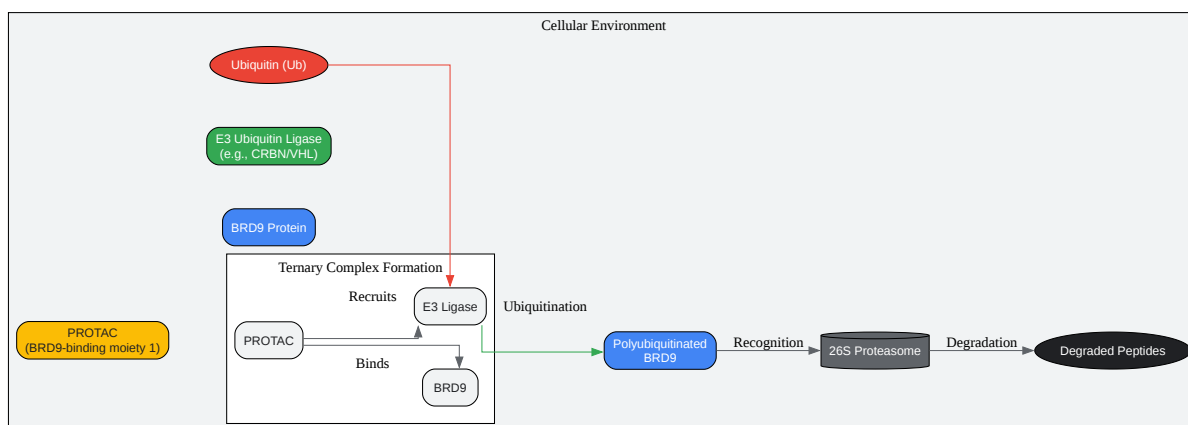 Cellular Environment
Ubiquitin (Ub)
E3 Ubiquitin Ligase
(e.g., CRBN/VHL)
BRD9 Protein
Ternary Complex Formation
Recruits
E3 Ligase
Ubiquitination
PROTAC
(BRD9-binding moiety 1)
PROTAC
Binds
BRD9
Polyubiquitinated
BRD9
Recognition
26S Proteasome
Degradation
Degraded Peptides